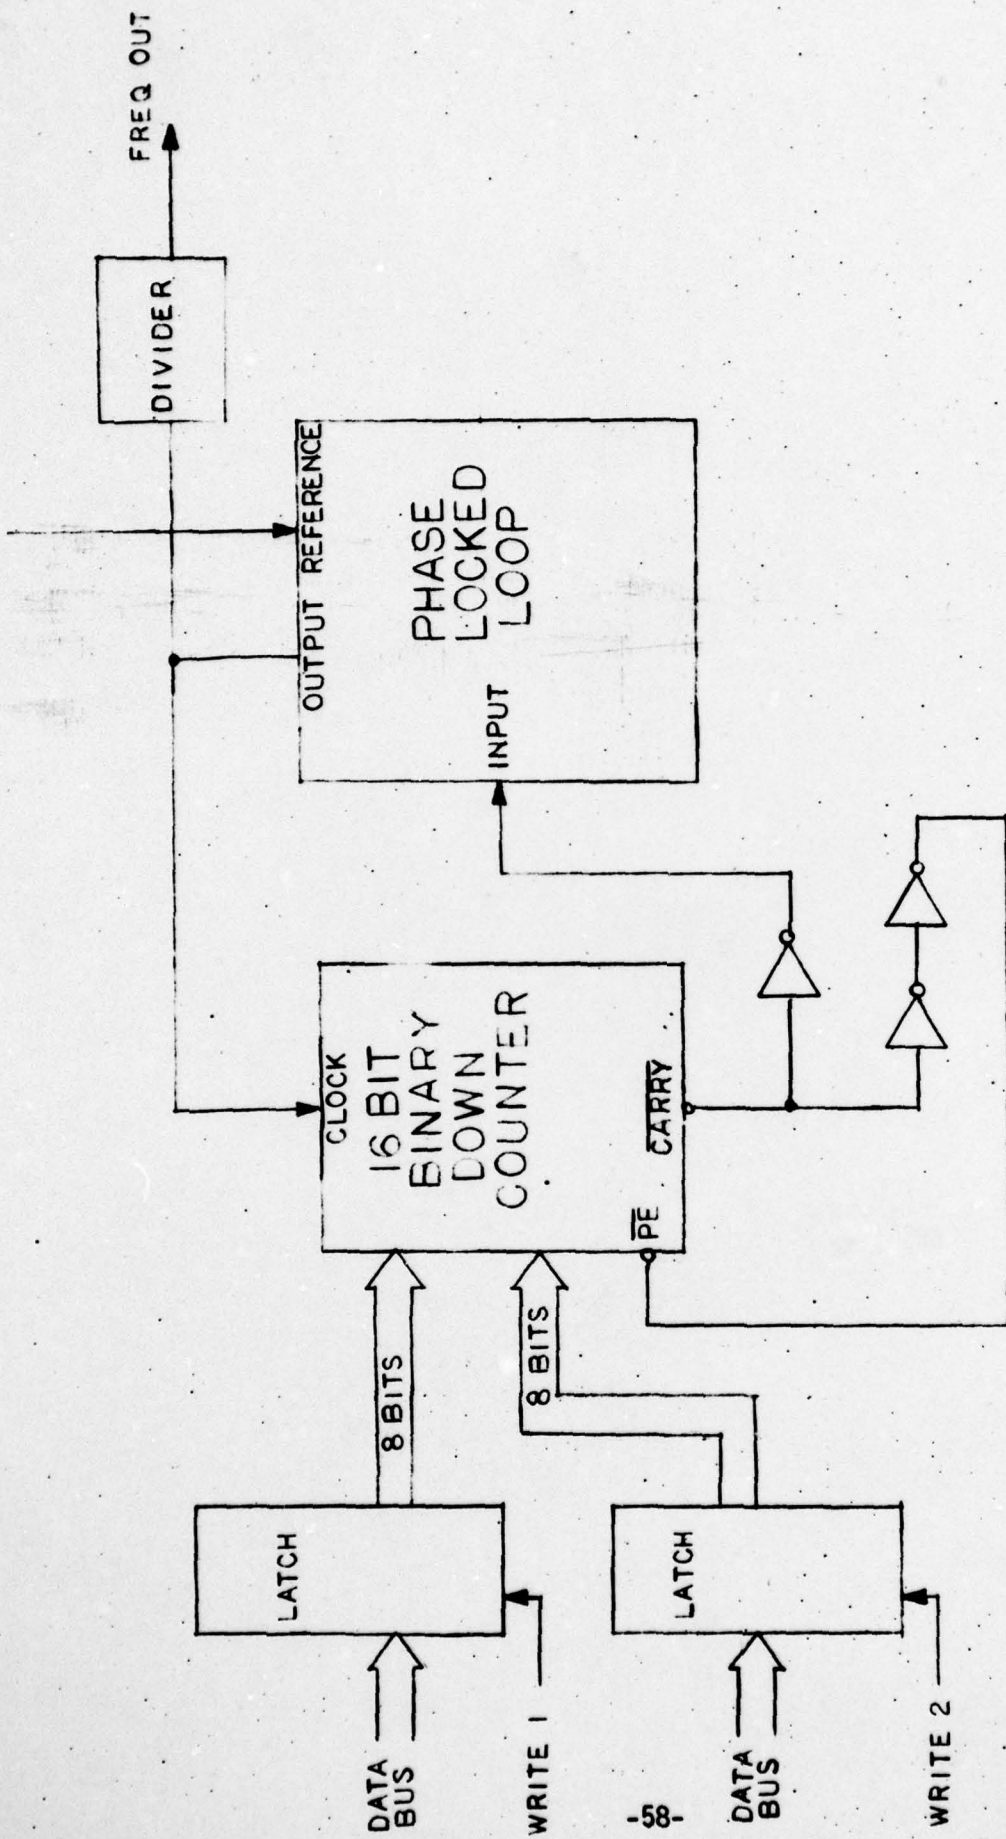 FREQ OUT
DIVIDER
OUTPUT REFERENCE
PHASE
LOCKED
LOOP
INPUT
CLOCK
16 BIT
BINARY
DOWN
COUNTER
CARRY
PE
8 BITS
8 BITS
LATCH
LATCH
DATA
BUS
WRITE 1
DATA
BUS
WRITE 2
-58-